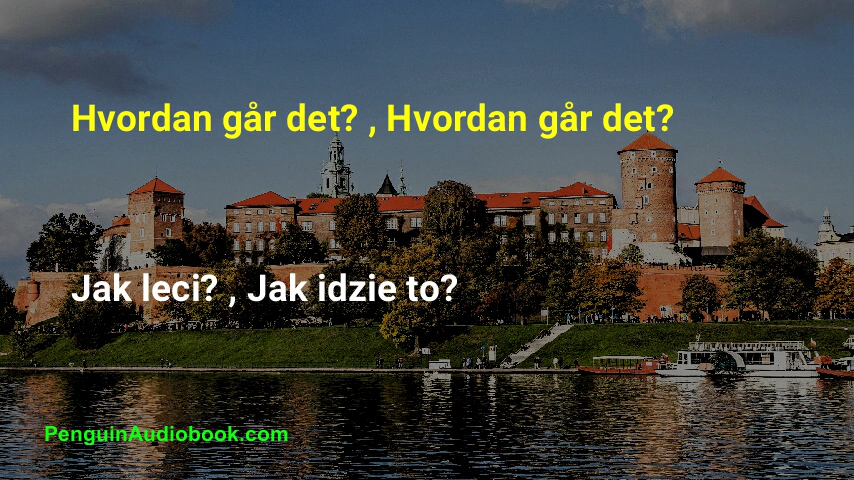 Hvordan går det? , Hvordan går det?
Jak leci? , Jak idzie to?
PenguinAudiobook.com